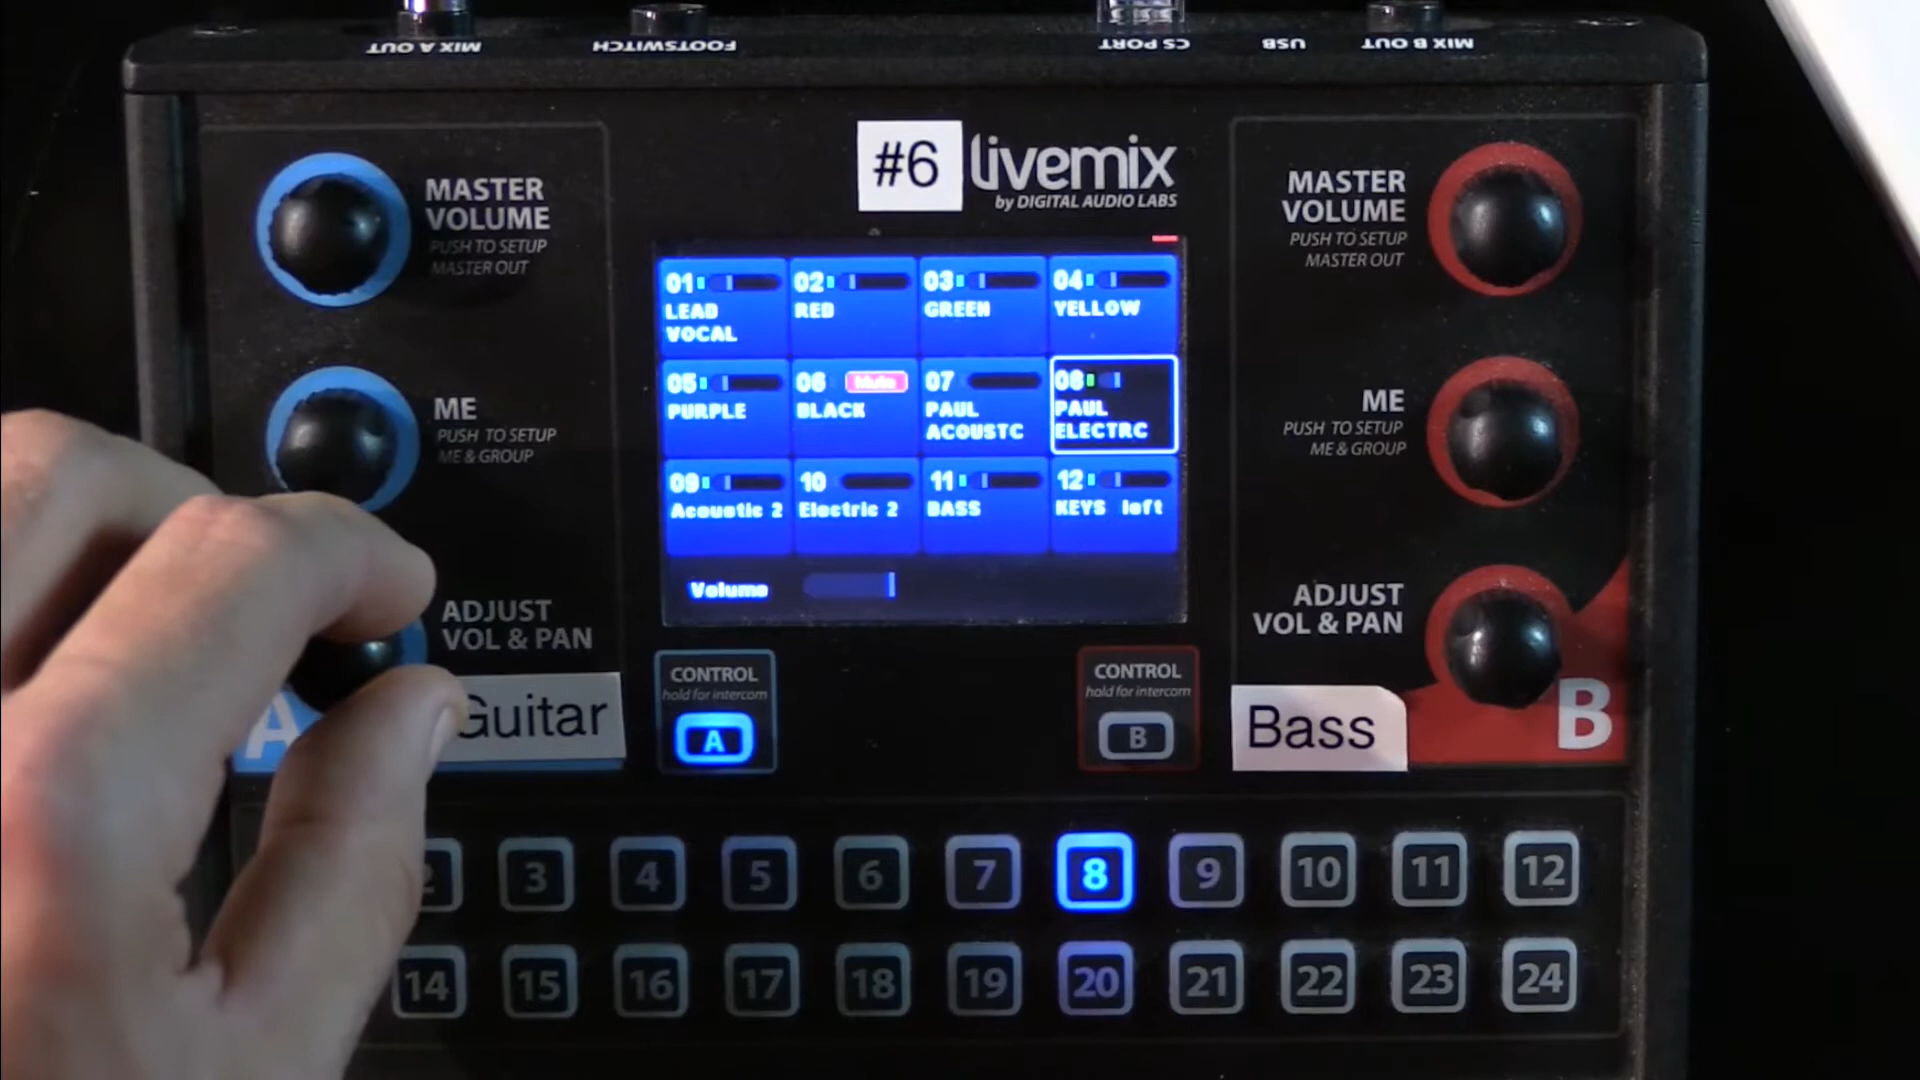 MIX A OUT
FOOTSWITCH
CS PORT
USB
MIX B OUT
#6
livemix
by DIGITAL AUDIO LABS
MASTER
VOLUME
PUSH TO SETUP
MASTER OUT
ME
PUSH TO SETUP
ME & GROUP
ADJUST
VOL & PAN
A
Guitar
01
LEAD
VOCAL
02
RED
03
GREEN
04
YELLOW
05
PURPLE
06 Mute
BLACK
07
PAUL
ACOUSTC
08
PAUL
ELECTRC
09
Acoustic 2
10
Electric 2
11
BASS
12
KEYS left
Volume
CONTROL
hold for intercom
A
CONTROL
hold for intercom
B
MASTER
VOLUME
PUSH TO SETUP
MASTER OUT
ME
PUSH TO SETUP
ME & GROUP
ADJUST
VOL & PAN
Bass
B
2 3 4 5 6 7 8 9 10 11 12
14 15 16 17 18 19 20 21 22 23 24